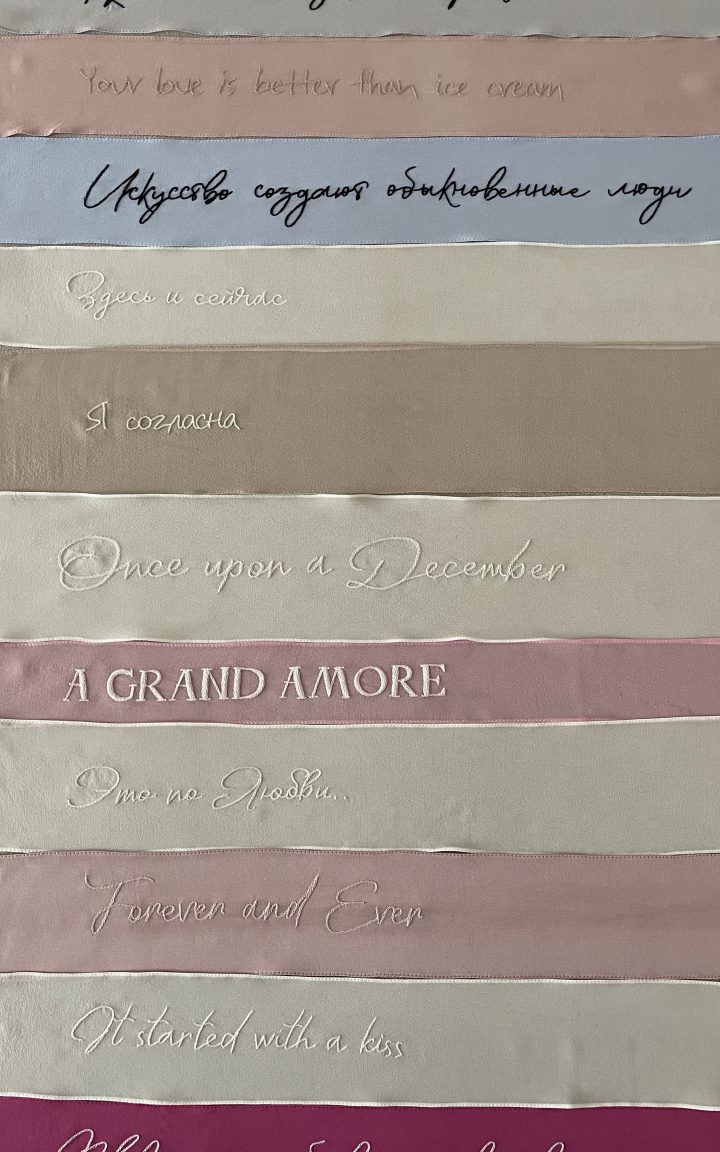 Your love is better than ice cream
Искусство создают обыкновенные люди
Здесь и сейчас
Я согласна
Once upon a December
A GRAND AMORE
Это по Любви..
Forever and Ever
It started with a kiss